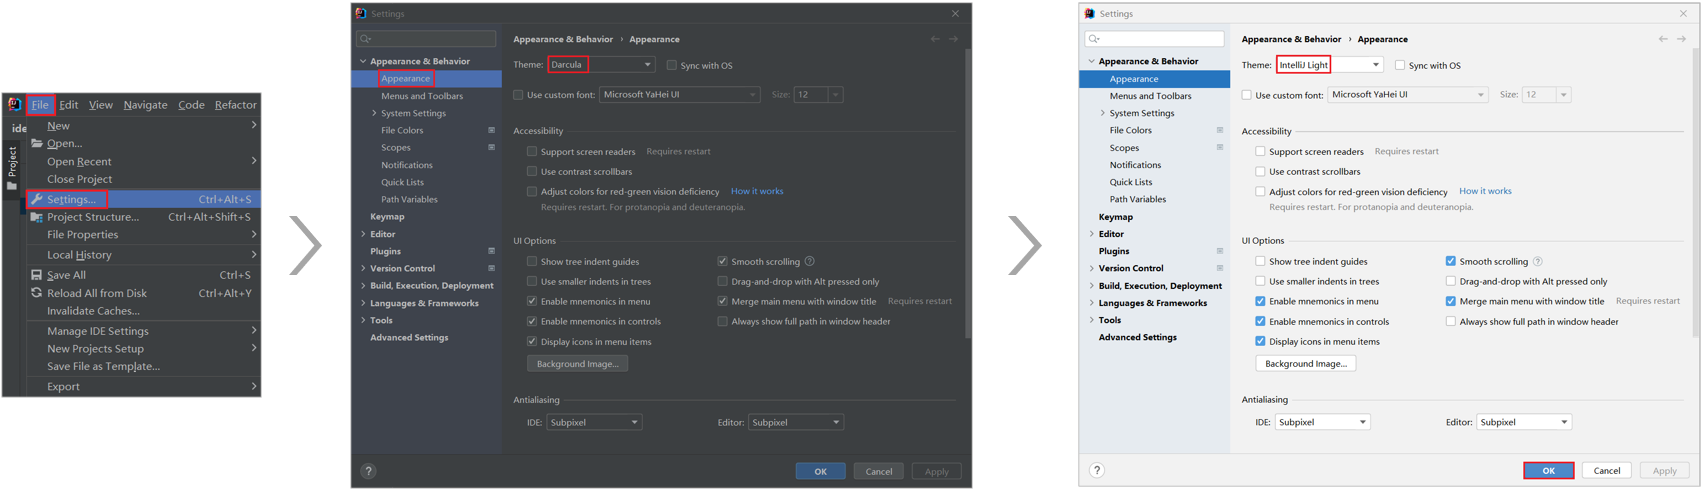 File Edit View Navigate Code Refactor
ide
Project
New
Open...
Open Recent
Close Project
Settings... Ctrl+Alt+S
Project Structure... Ctrl+Alt+Shift+S
File Properties
Local History
Save All Ctrl+S
Reload All from Disk Ctrl+Alt+Y
Invalidate Caches...
Manage IDE Settings
New Projects Setup
Save File as Template...
Export
Settings
Appearance & Behavior
Appearance
Menus and Toolbars
System Settings
File Colors
Scopes
Notifications
Quick Lists
Path Variables
Keymap
Editor
Plugins
Version Control
Build, Execution, Deployment
Languages & Frameworks
Tools
Advanced Settings
Appearance & Behavior › Appearance
Theme: Darcula Sync with OS
Use custom font: Microsoft YaHei UI Size: 12
Accessibility
Support screen readers Requires restart
Use contrast scrollbars
Adjust colors for red-green vision deficiency How it works
Requires restart. For protanopia and deuteranopia.
UI Options
Show tree indent guides Smooth scrolling ?
Use smaller indents in trees Drag-and-drop with Alt pressed only
Enable mnemonics in menu Merge main menu with window title Requires restart
Enable mnemonics in controls Always show full path in window header
Display icons in menu items
Background Image...
Antialiasing
IDE: Subpixel Editor: Subpixel
? OK Cancel Apply
Settings
Appearance & Behavior
Appearance
Menus and Toolbars
System Settings
File Colors
Scopes
Notifications
Quick Lists
Path Variables
Keymap
Editor
Plugins
Version Control
Build, Execution, Deployment
Languages & Frameworks
Tools
Advanced Settings
Appearance & Behavior › Appearance
Theme: IntelliJ Light Sync with OS
Use custom font: Microsoft YaHei UI Size: 12
Accessibility
Support screen readers Requires restart
Use contrast scrollbars
Adjust colors for red-green vision deficiency How it works
Requires restart. For protanopia and deuteranopia.
UI Options
Show tree indent guides Smooth scrolling ?
Use smaller indents in trees Drag-and-drop with Alt pressed only
Enable mnemonics in menu Merge main menu with window title Requires restart
Enable mnemonics in controls Always show full path in window header
Display icons in menu items
Background Image...
Antialiasing
IDE: Subpixel Editor: Subpixel
? OK Cancel Apply